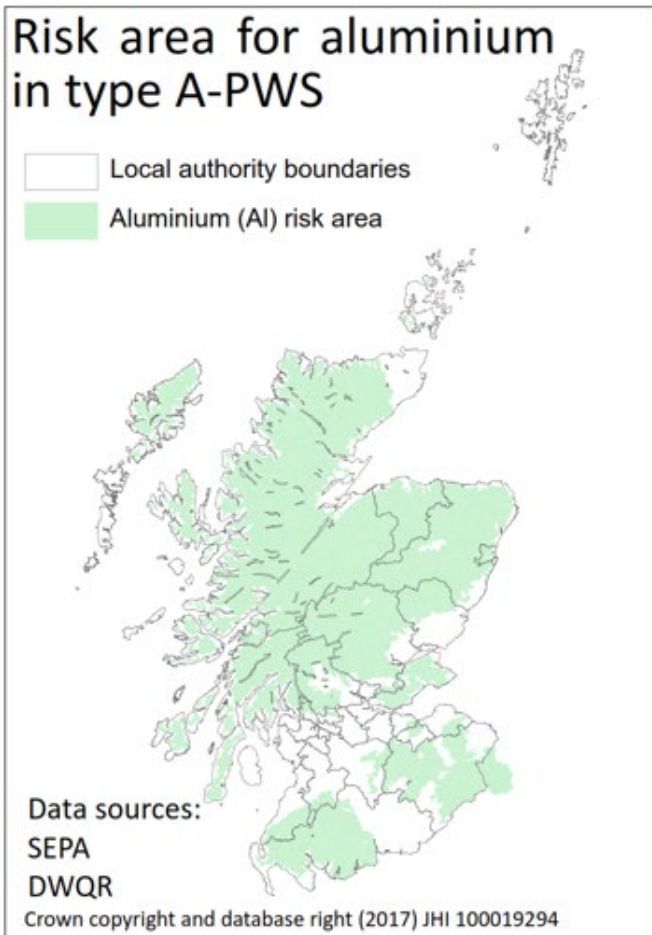 Risk area for aluminium
in type A-PWS
Local authority boundaries
Aluminium (Al) risk area
Data sources:
SEPA
DWQR
Crown copyright and database right (2017) JHI 100019294